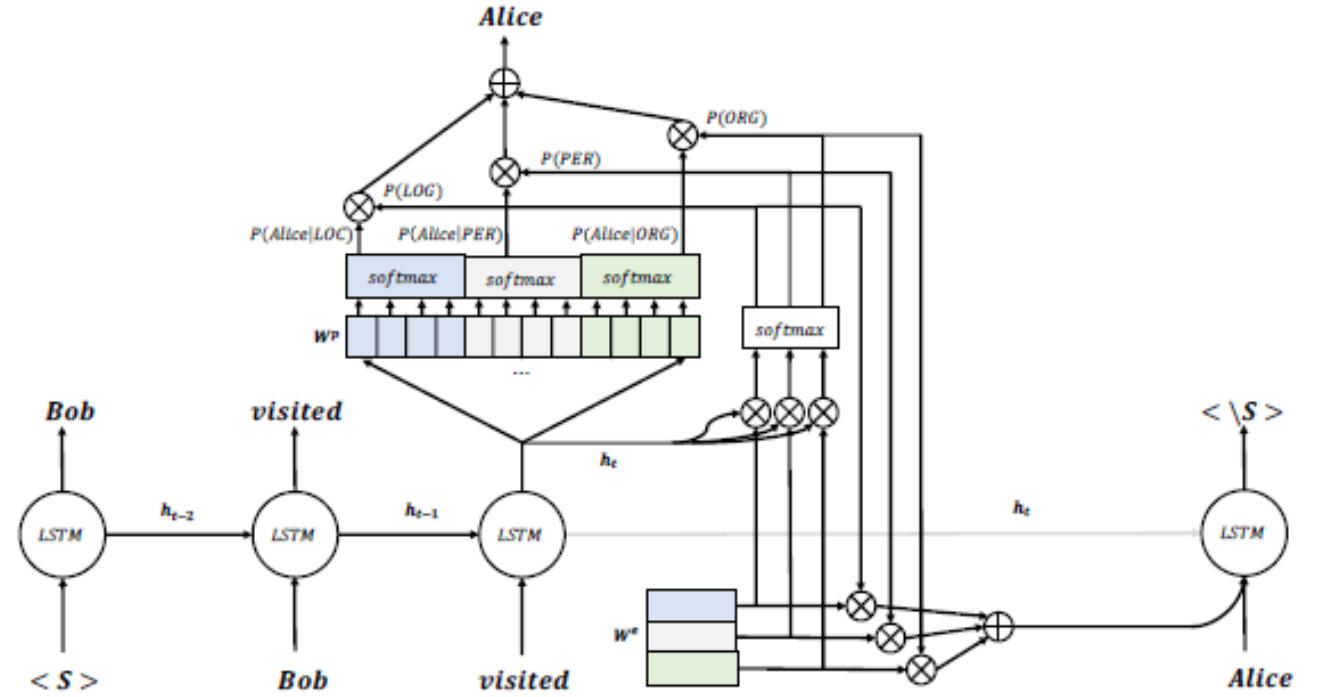 Alice
P(ORG)
P(PER)
P(LOG)
P(Alice|LOC) P(Alice|PER) P(Alice|ORG)
softmax softmax softmax
W^p
softmax
...
Bob visited <\S>
h_t
h_{t-2} h_{t-1} h_t
LSTM LSTM LSTM LSTM
W^e
<S> Bob visited Alice